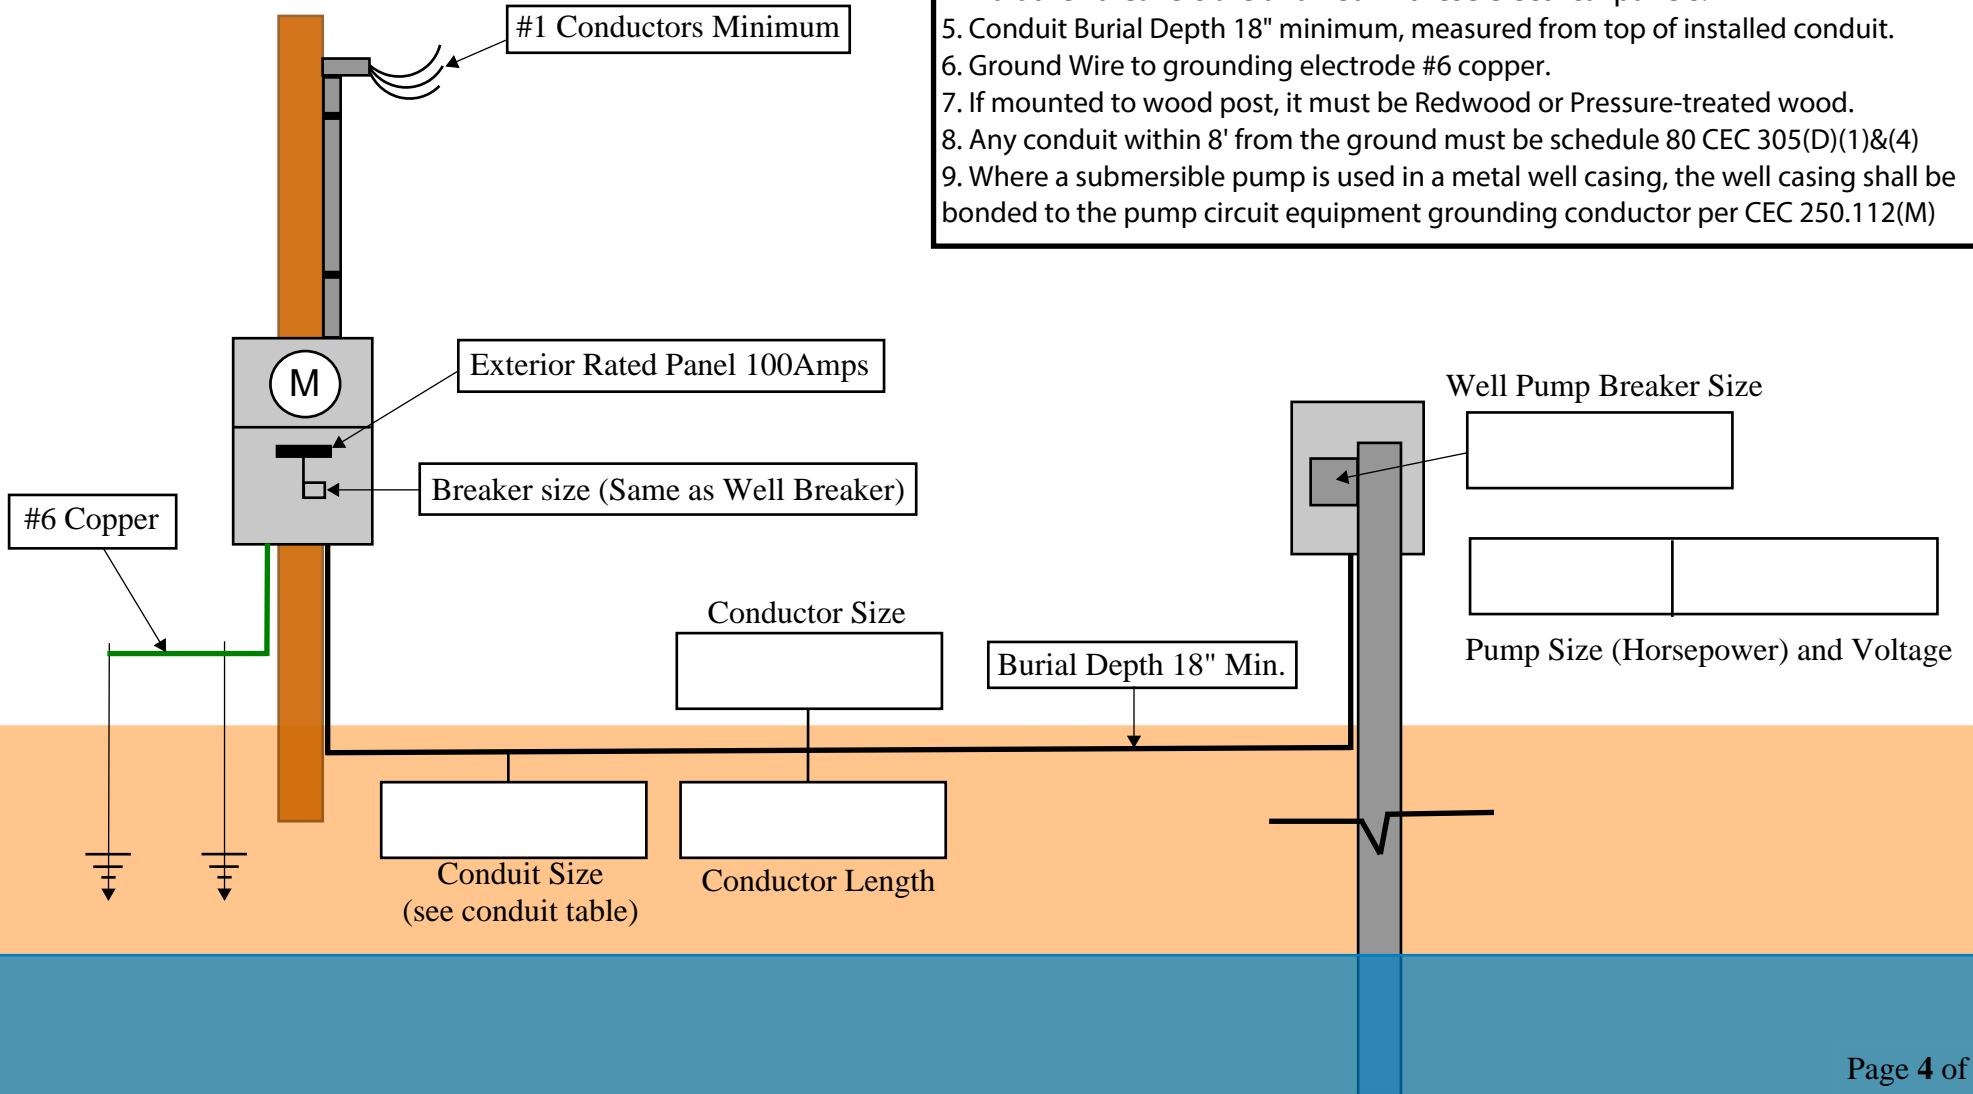 5. Conduit Burial Depth 18" minimum, measured from top of installed conduit.
6. Ground Wire to grounding electrode #6 copper.
7. If mounted to wood post, it must be Redwood or Pressure-treated wood.
8. Any conduit within 8' from the ground must be schedule 80 CEC 305(D)(1)&(4)
9. Where a submersible pump is used in a metal well casing, the well casing shall be
bonded to the pump circuit equipment grounding conductor per CEC 250.112(M)
#1 Conductors Minimum
M
Exterior Rated Panel 100Amps
Breaker size (Same as Well Breaker)
#6 Copper
Well Pump Breaker Size
Pump Size (Horsepower) and Voltage
Conductor Size
Burial Depth 18" Min.
Conduit Size
(see conduit table)
Conductor Length
Page 4 of